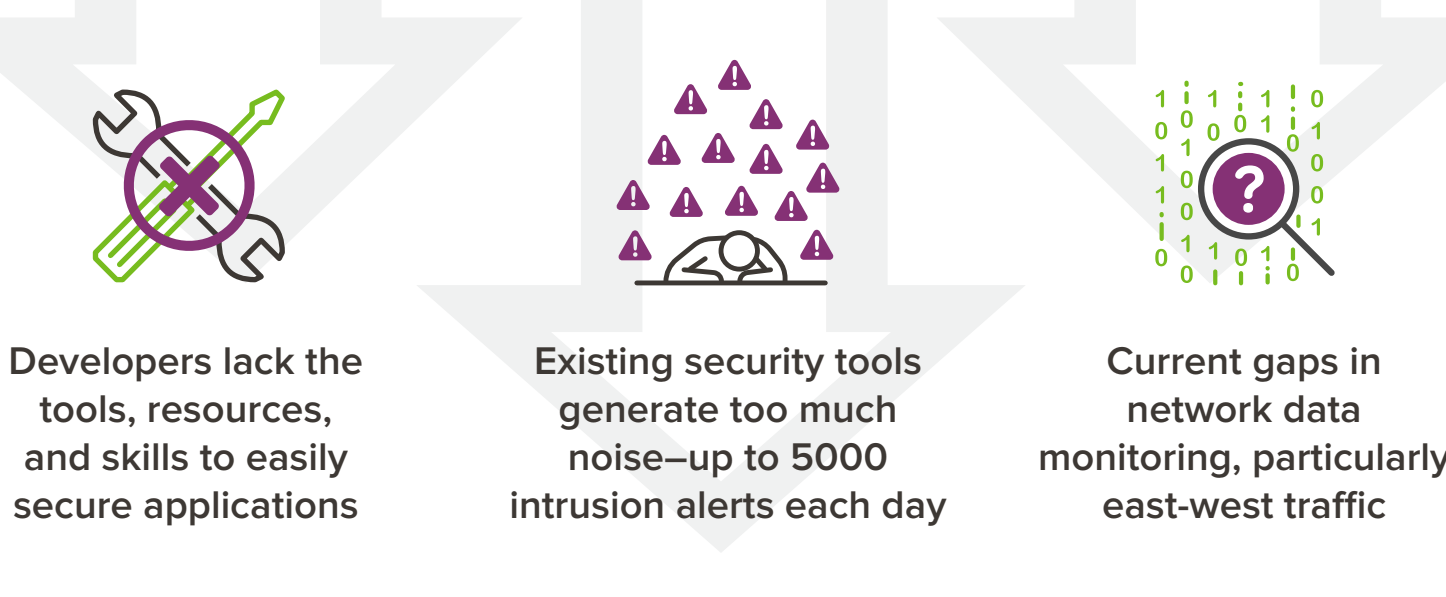 Developers lack the
tools, resources,
and skills to easily
secure applications
Existing security tools
generate too much
noise–up to 5000
intrusion alerts each day
Current gaps in
network data
monitoring, particularly
east-west traffic